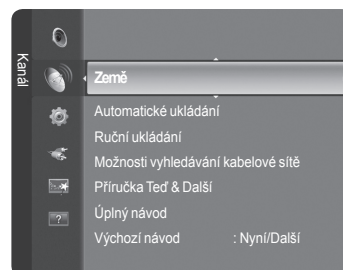 Kanál
Země
Automatické ukládání
Ruční ukládání
Možnosti vyhledávání kabelové sítě
Příručka Teď & Další
Úplný návod
Výchozí návod : Nyní/Další
?